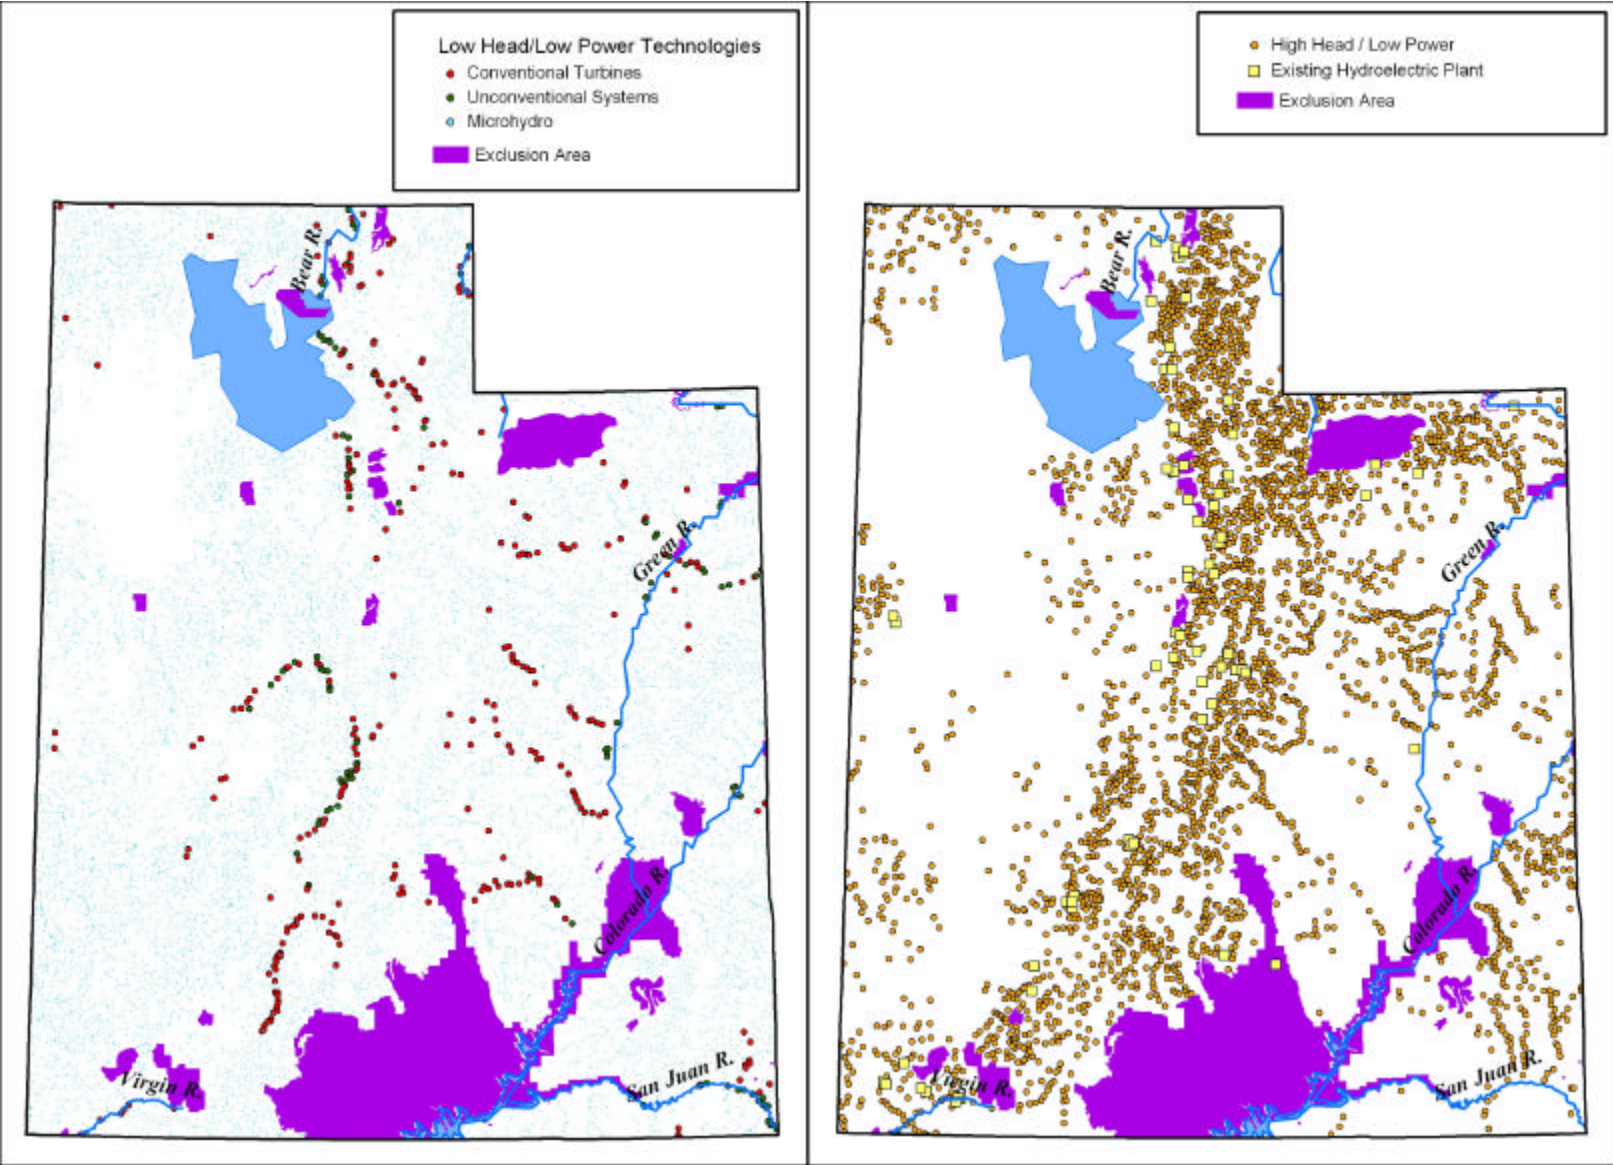 Low Head/Low Power Technologies
Conventional Turbines
Unconventional Systems
Microhydro
Exclusion Area
Bear R.
Green R.
Colorado R.
Virgin R.
San Juan R.
High Head / Low Power
Existing Hydroelectric Plant
Exclusion Area
Bear R.
Green R.
Colorado R.
Virgin R.
San Juan R.